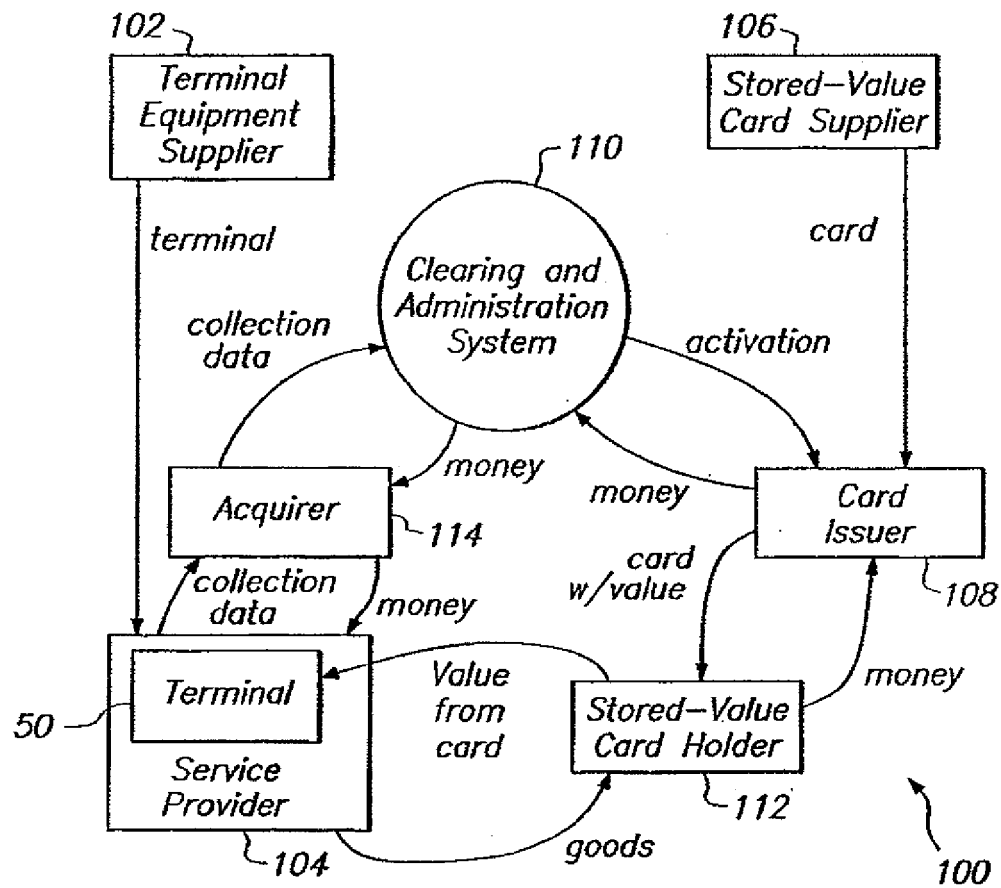 102
106
Terminal
Equipment
Supplier
Stored-Value
Card Supplier
110
terminal
card
Clearing and
Administration
System
collection
data
activation
money
money
Acquirer
114
Card
Issuer
108
collection
data
money
card
w/value
money
Terminal
50
Value
from
card
Stored-Value
Card Holder
112
Service
Provider
104
goods
100